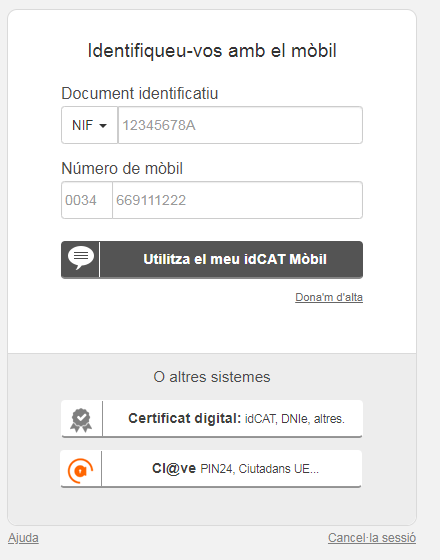 Identifiqueu-vos amb el mòbil
Document identificatiu
NIF 12345678A
Número de mòbil
0034 669111222
Utilitza el meu idCAT Mòbil
Dona'm d'alta
O altres sistemes
Certificat digital: idCAT, DNIe, altres.
Cl@ve PIN24, Ciutadans UE...
Ajuda Cancel·la sessió